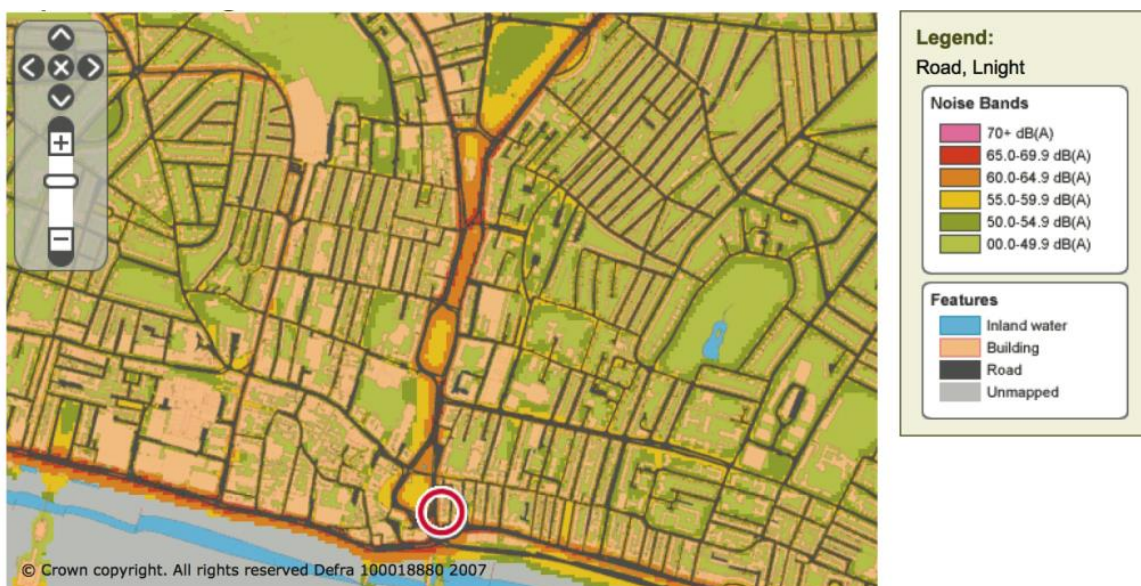 Legend:
Road, Lnight
Noise Bands
70+ dB(A)
65.0-69.9 dB(A)
60.0-64.9 dB(A)
55.0-59.9 dB(A)
50.0-54.9 dB(A)
00.0-49.9 dB(A)
Features
Inland water
Building
Road
Unmapped
© Crown copyright. All rights reserved Defra 100018880 2007